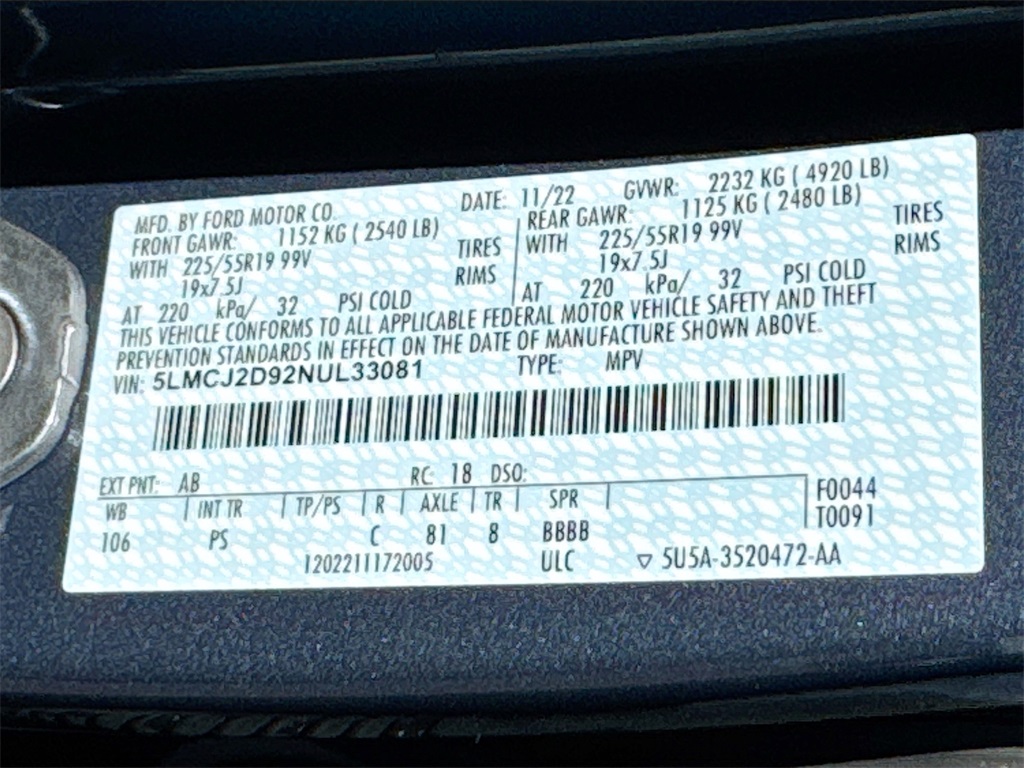 MFD. BY FORD MOTOR CO. DATE: 11/22 GVWR: 2232 KG ( 4920 LB)
FRONT GAWR: 1152 KG ( 2540 LB) REAR GAWR: 1125 KG ( 2480 LB)
WITH 225/55R19 99V TIRES WITH 225/55R19 99V TIRES
19x7.5J RIMS 19x7.5J RIMS
AT 220 kPa/ 32 PSI COLD AT 220 kPa/ 32 PSI COLD
THIS VEHICLE CONFORMS TO ALL APPLICABLE FEDERAL MOTOR VEHICLE SAFETY AND THEFT
PREVENTION STANDARDS IN EFFECT ON THE DATE OF MANUFACTURE SHOWN ABOVE.
VIN: 5LMCJ2D92NUL33081 TYPE: MPV
EXT PNT: AB RC: 18 DSO:
WB INT TR TP/PS R AXLE TR SPR F0044
106 PS C 81 8 BBBB T0091
1202211172005 ULC ▽ 5U5A-3520472-AA